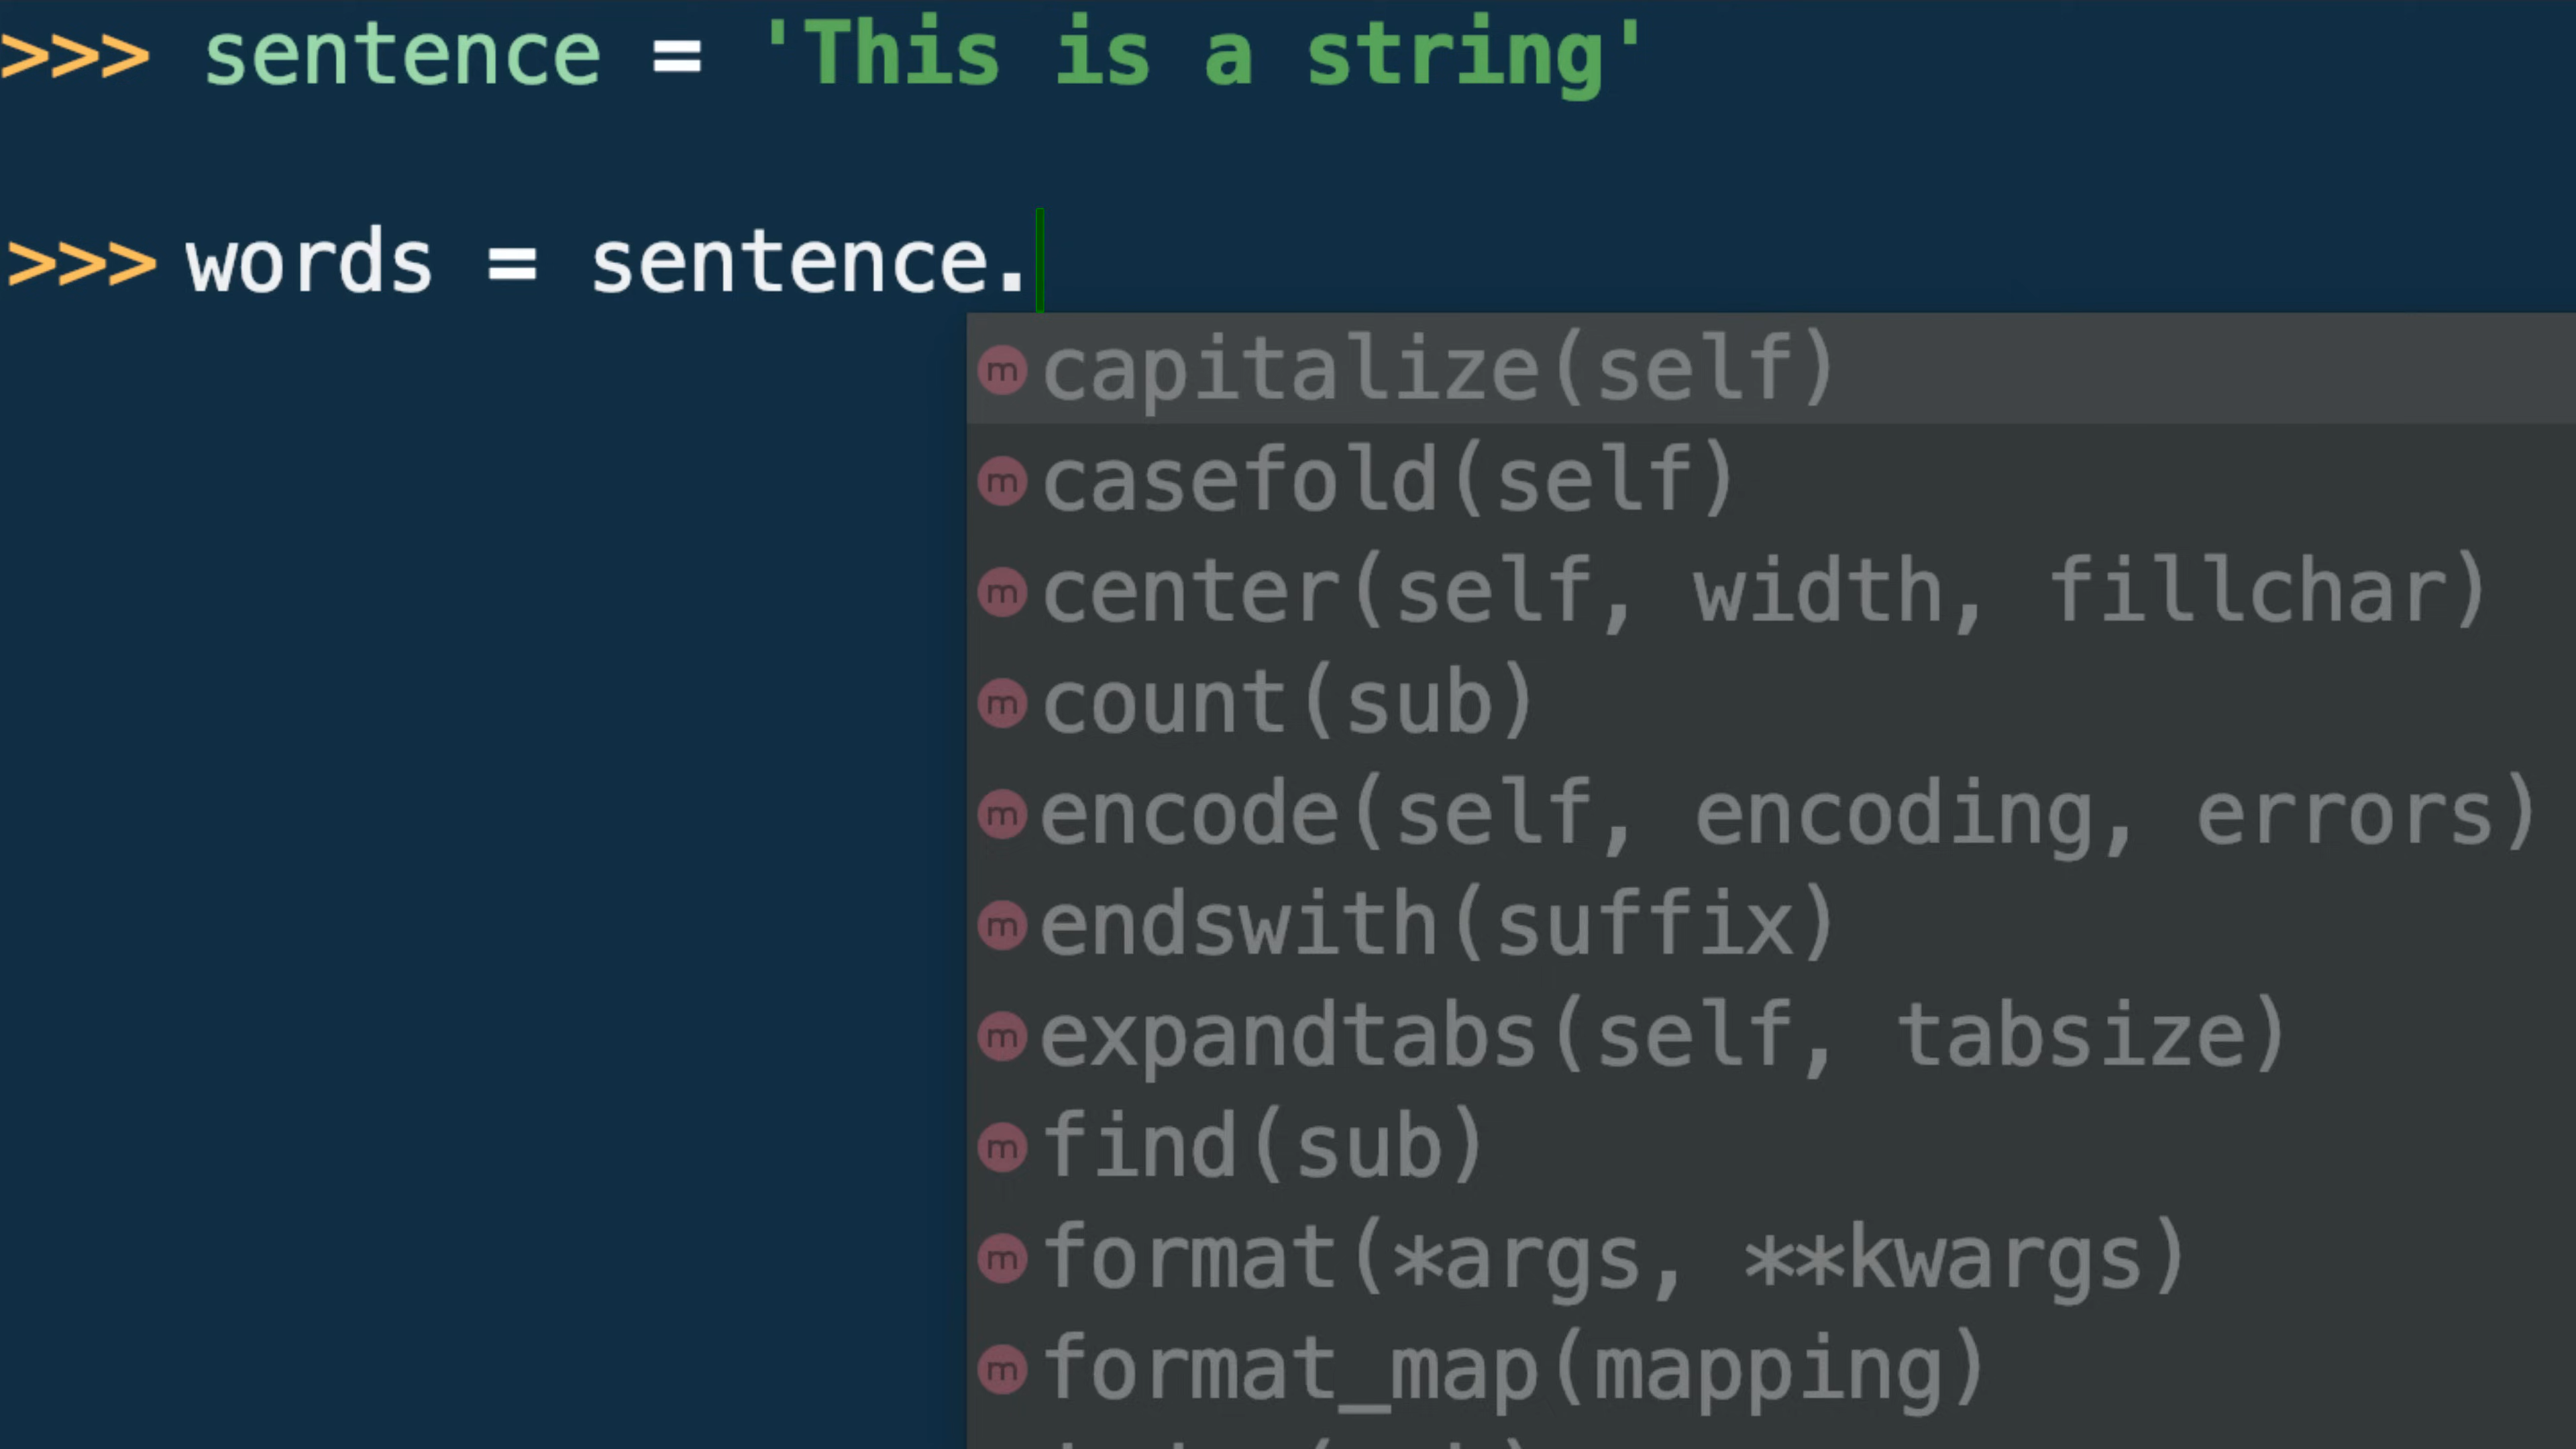 >>> sentence = 'This is a string'
>>> words = sentence.
m capitalize(self)
m casefold(self)
m center(self, width, fillchar)
m count(sub)
m encode(self, encoding, errors)
m endswith(suffix)
m expandtabs(self, tabsize)
m find(sub)
m format(*args, **kwargs)
m format_map(mapping)